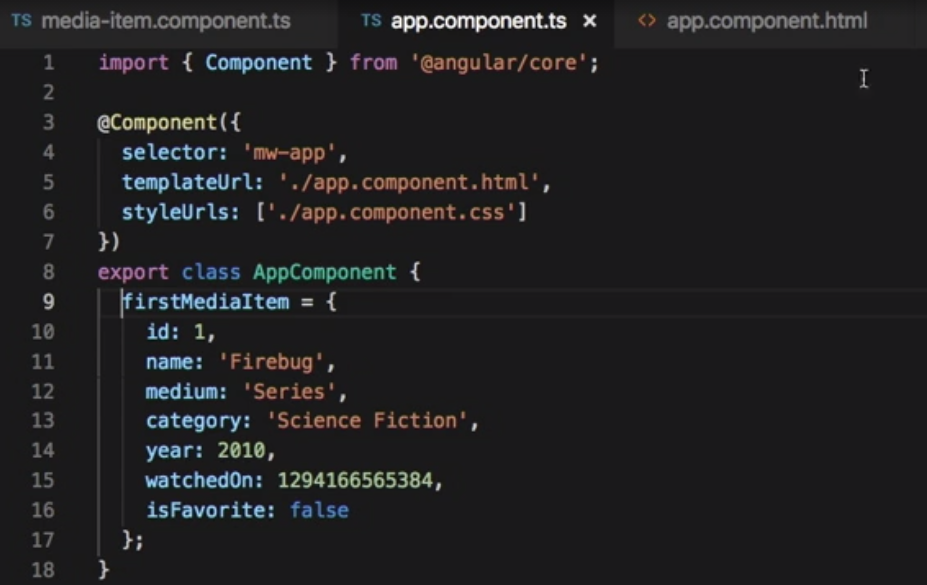 TS media-item.component.ts TS app.component.ts × <> app.component.html
1 import { Component } from '@angular/core';
2
3 @Component({
4   selector: 'mw-app',
5   templateUrl: './app.component.html',
6   styleUrls: ['./app.component.css']
7 })
8 export class AppComponent {
9   firstMediaItem = {
10     id: 1,
11     name: 'Firebug',
12     medium: 'Series',
13     category: 'Science Fiction',
14     year: 2010,
15     watchedOn: 1294166565384,
16     isFavorite: false
17   };
18 }